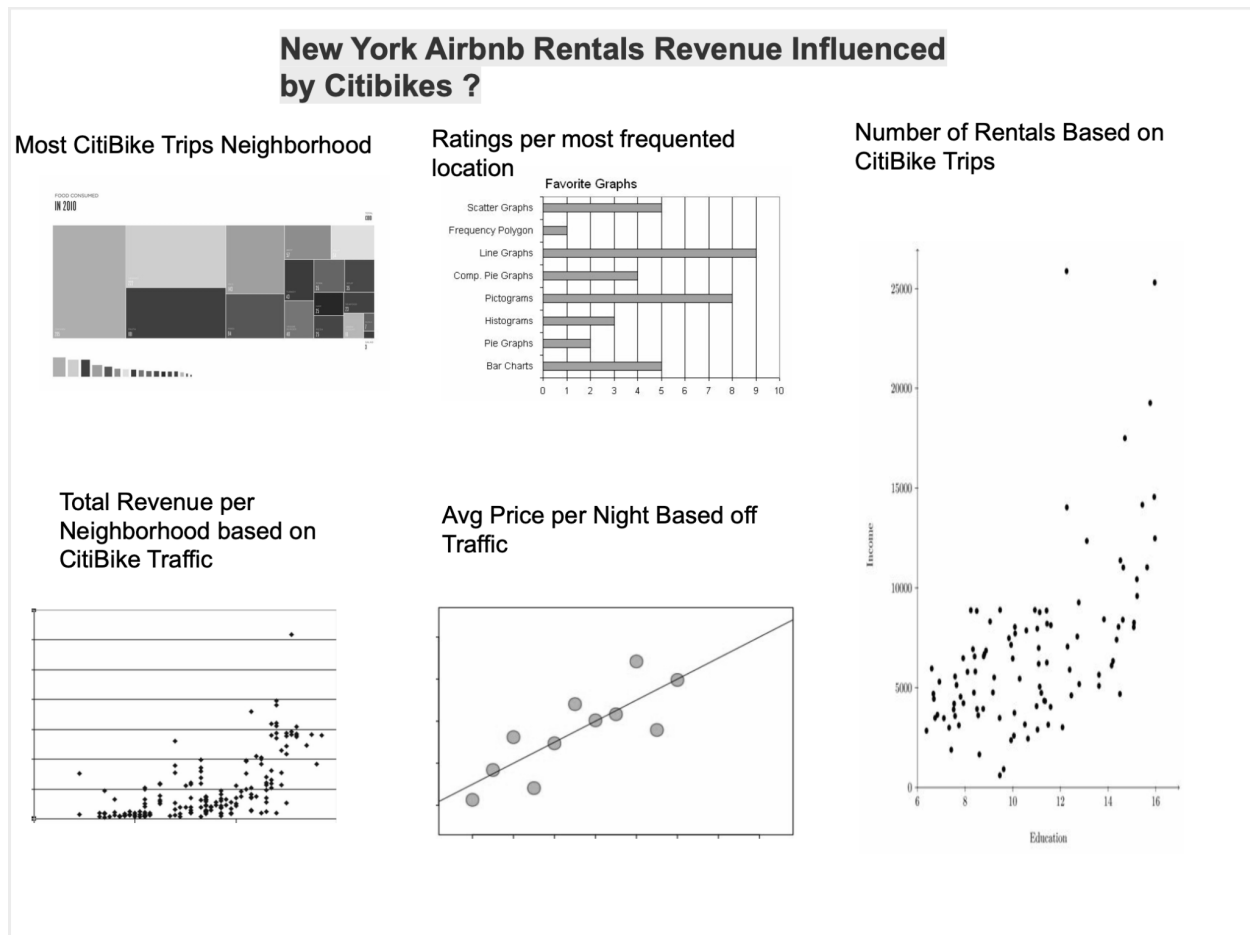 New York Airbnb Rentals Revenue Influenced
by Citibikes ?
Most CitiBike Trips Neighborhood
FOOD CONSUMED
IN 2010
Ratings per most frequented
location
Favorite Graphs
Scatter Graphs
Frequency Polygon
Line Graphs
Comp. Pie Graphs
Pictograms
Histograms
Pie Graphs
Bar Charts
0 1 2 3 4 5 6 7 8 9 10
Number of Rentals Based on
CitiBike Trips
25000
20000
15000
10000
5000
0
Income
6 8 10 12 14 16
Education
Total Revenue per
Neighborhood based on
CitiBike Traffic
Avg Price per Night Based off
Traffic